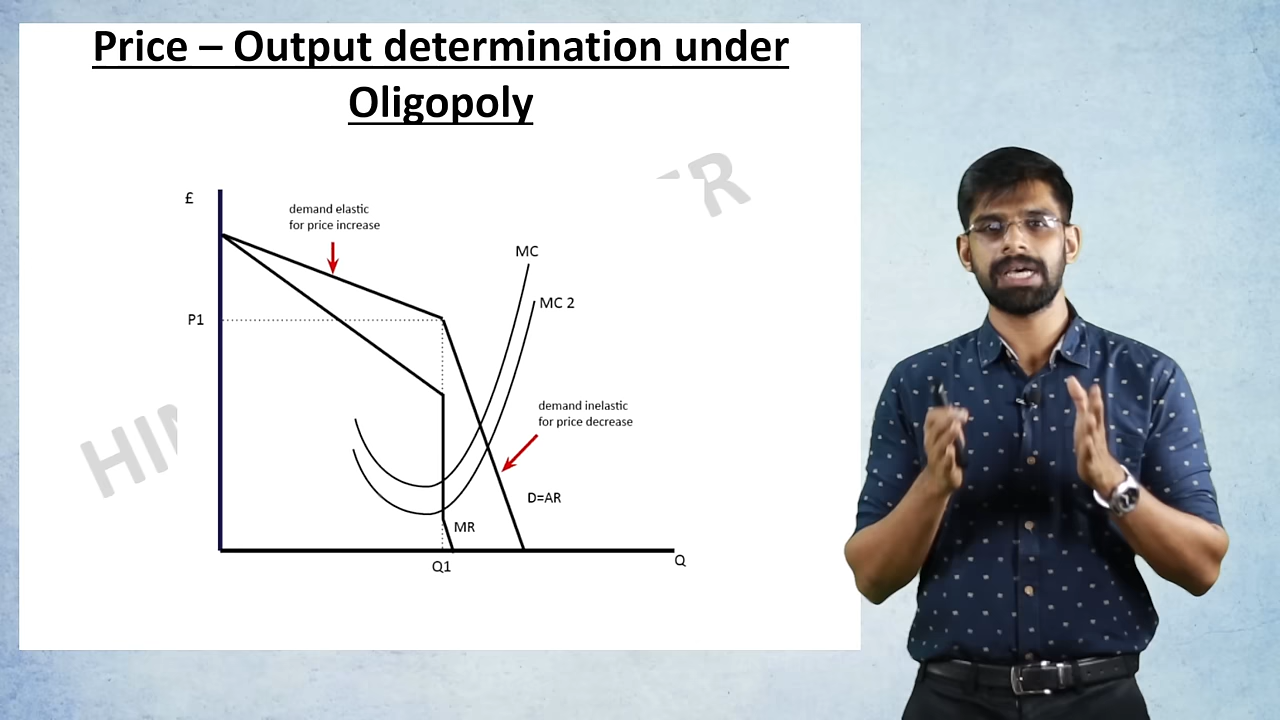 Price – Output determination under
Oligopoly
£
demand elastic
for price increase
MC
MC 2
P1
demand inelastic
for price decrease
D=AR
MR
Q1
Q